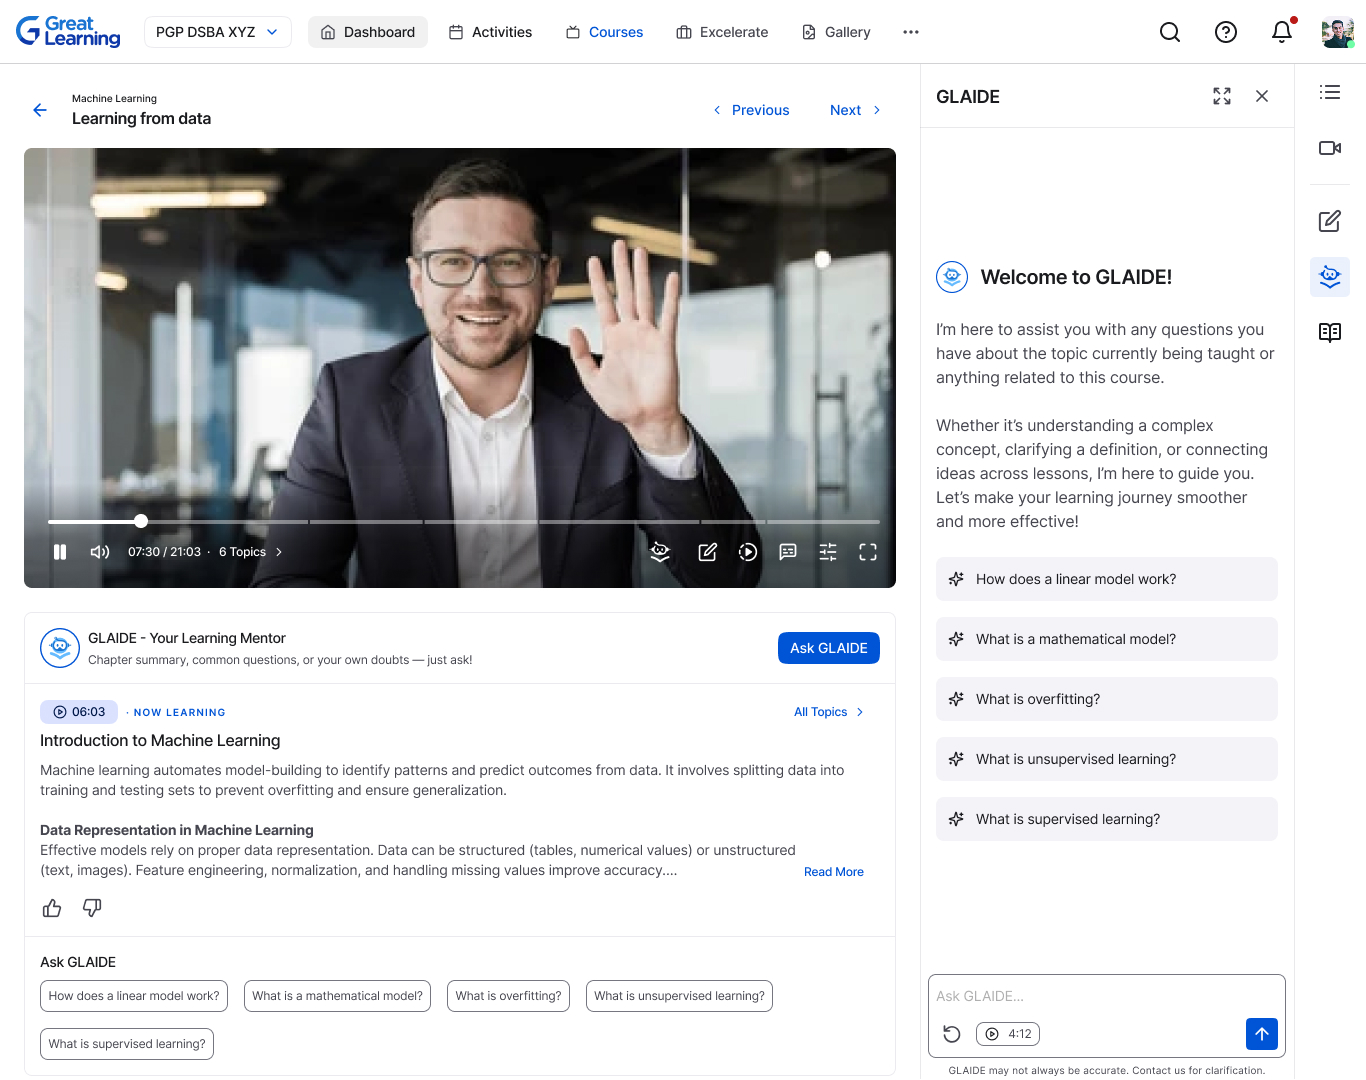 Great Learning
PGP DSBA XYZ
Dashboard
Activities
Courses
Excelerate
Gallery
Machine Learning
Learning from data
Previous
Next
07:30 / 21:03 · 6 Topics
GLAIDE - Your Learning Mentor
Chapter summary, common questions, or your own doubts — just ask!
Ask GLAIDE
06:03 · NOW LEARNING
All Topics
Introduction to Machine Learning
Machine learning automates model-building to identify patterns and predict outcomes from data. It involves splitting data into
training and testing sets to prevent overfitting and ensure generalization.
Data Representation in Machine Learning
Effective models rely on proper data representation. Data can be structured (tables, numerical values) or unstructured
(text, images). Feature engineering, normalization, and handling missing values improve accuracy....
Read More
Ask GLAIDE
How does a linear model work?
What is a mathematical model?
What is overfitting?
What is unsupervised learning?
What is supervised learning?
GLAIDE
Welcome to GLAIDE!
I'm here to assist you with any questions you
have about the topic currently being taught or
anything related to this course.
Whether it's understanding a complex
concept, clarifying a definition, or connecting
ideas across lessons, I'm here to guide you.
Let's make your learning journey smoother
and more effective!
How does a linear model work?
What is a mathematical model?
What is overfitting?
What is unsupervised learning?
What is supervised learning?
Ask GLAIDE...
4:12
GLAIDE may not always be accurate. Contact us for clarification.